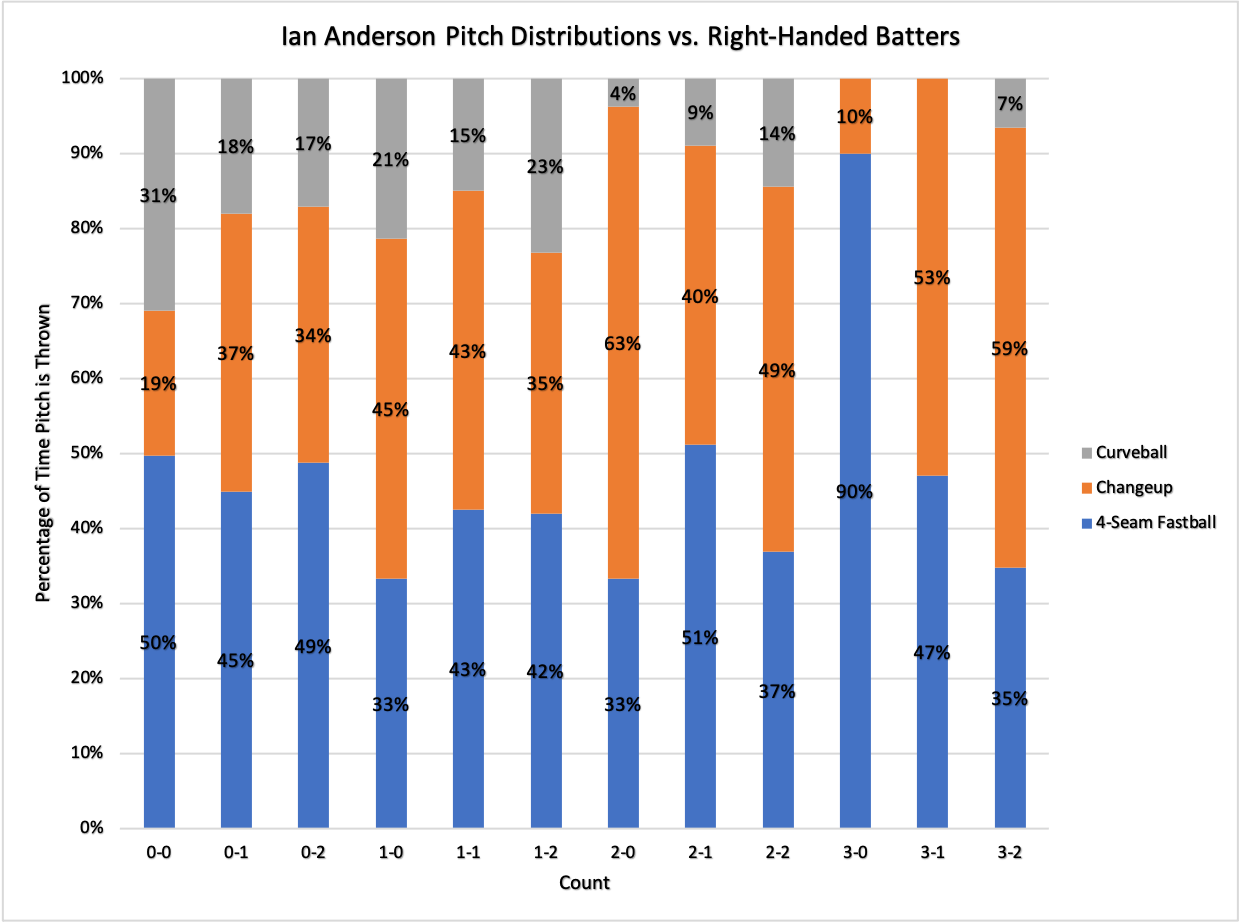 Ian Anderson Pitch Distributions vs. Right-Handed Batters
Percentage of Time Pitch is Thrown
100%
90%
80%
70%
60%
50%
40%
30%
20%
10%
0%
31% 18% 17% 21% 15% 23% 4% 9% 14% 7%
19% 37% 34% 45% 43% 35% 63% 40% 49% 10% 53% 59%
50% 45% 49% 33% 43% 42% 33% 51% 37% 90% 47% 35%
0-0 0-1 0-2 1-0 1-1 1-2 2-0 2-1 2-2 3-0 3-1 3-2
Count
Curveball
Changeup
4-Seam Fastball